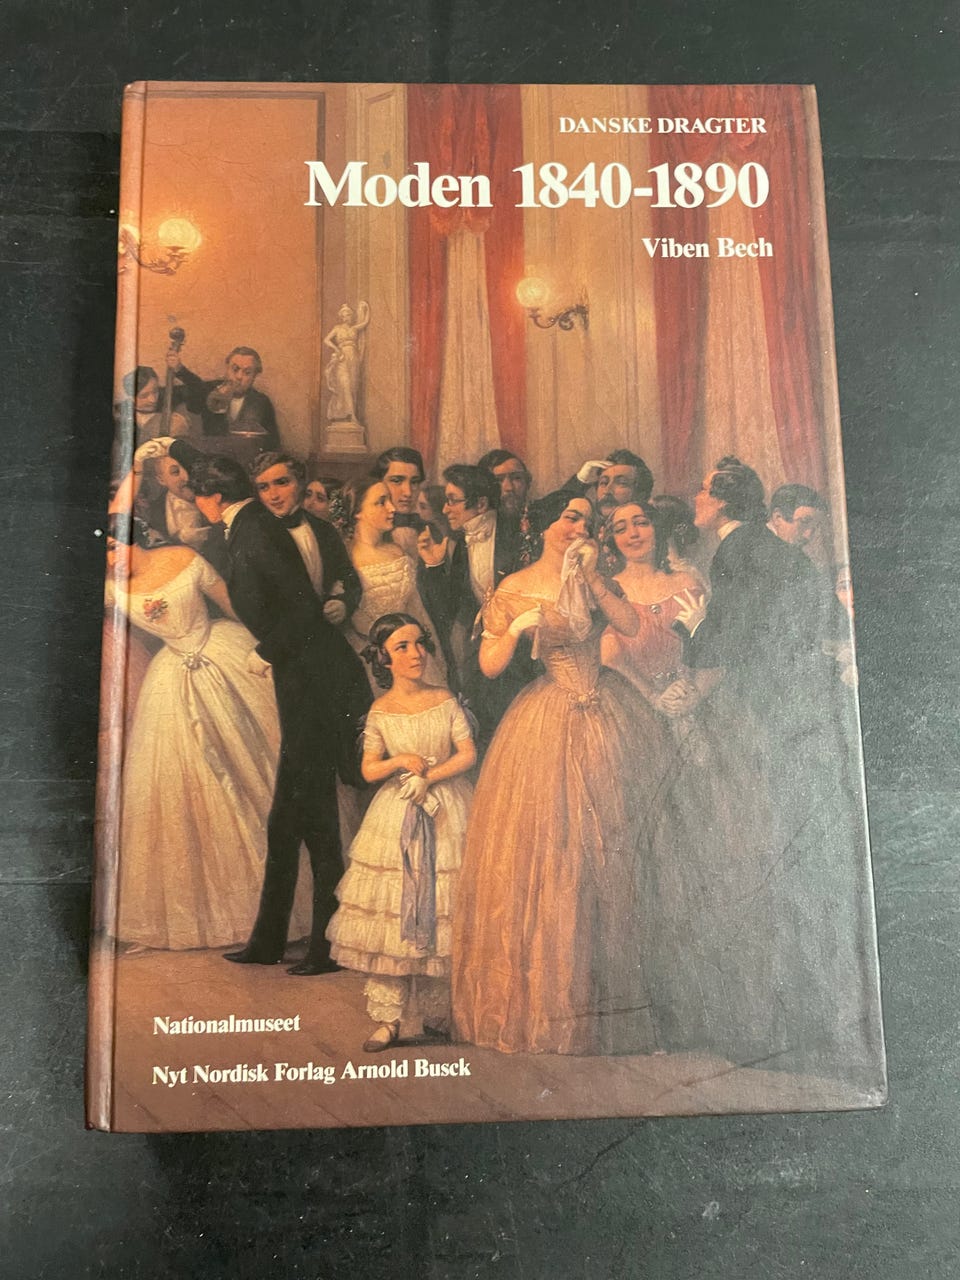 DANSKE DRAGTER
Moden 1840-1890
Viben Bech
Nationalmuseet
Nyt Nordisk Forlag Arnold Busck